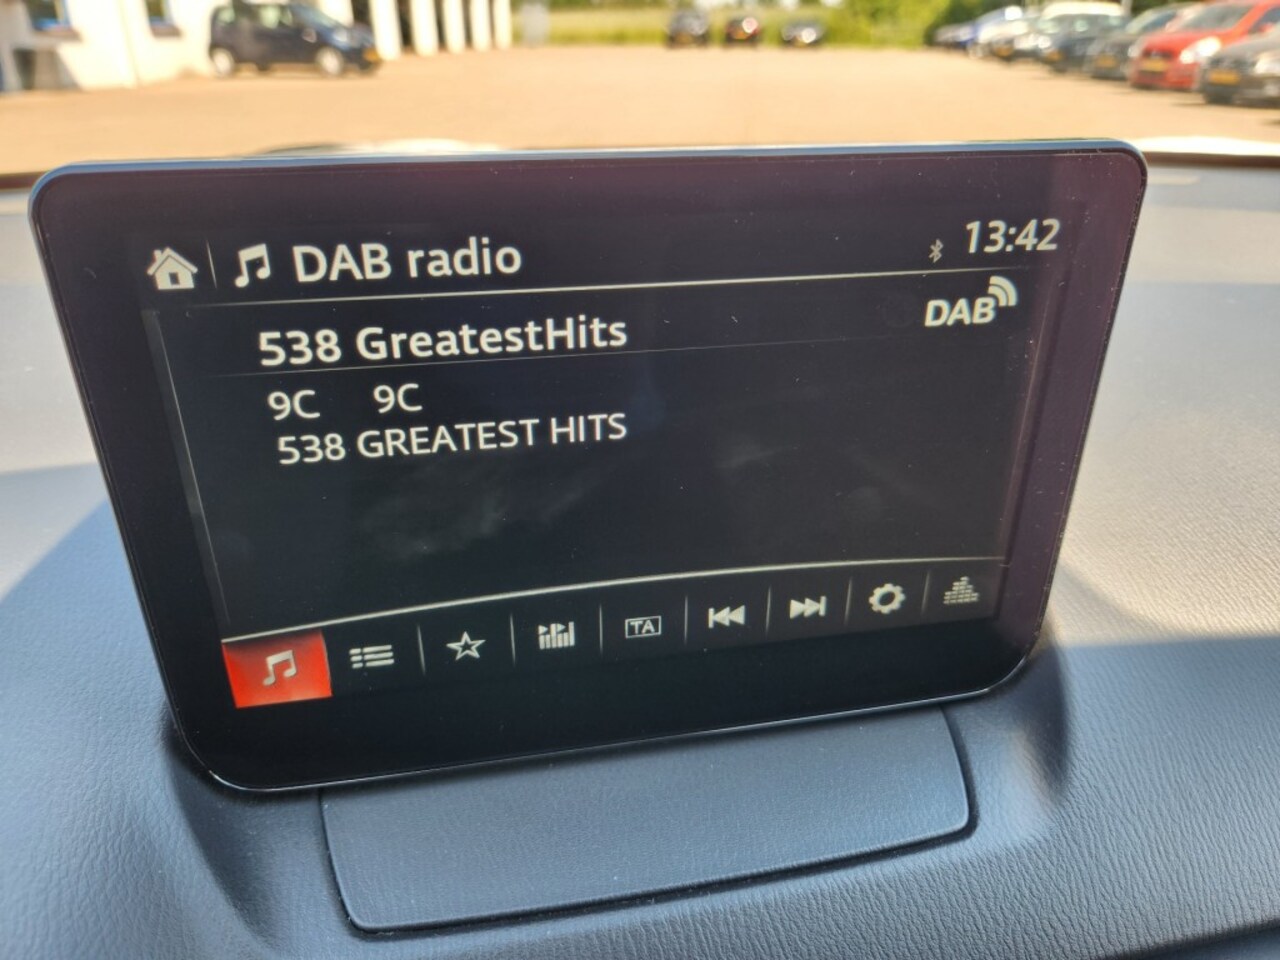 DAB radio
13:42
538 GreatestHits
DAB
9C 9C
538 GREATEST HITS
TA